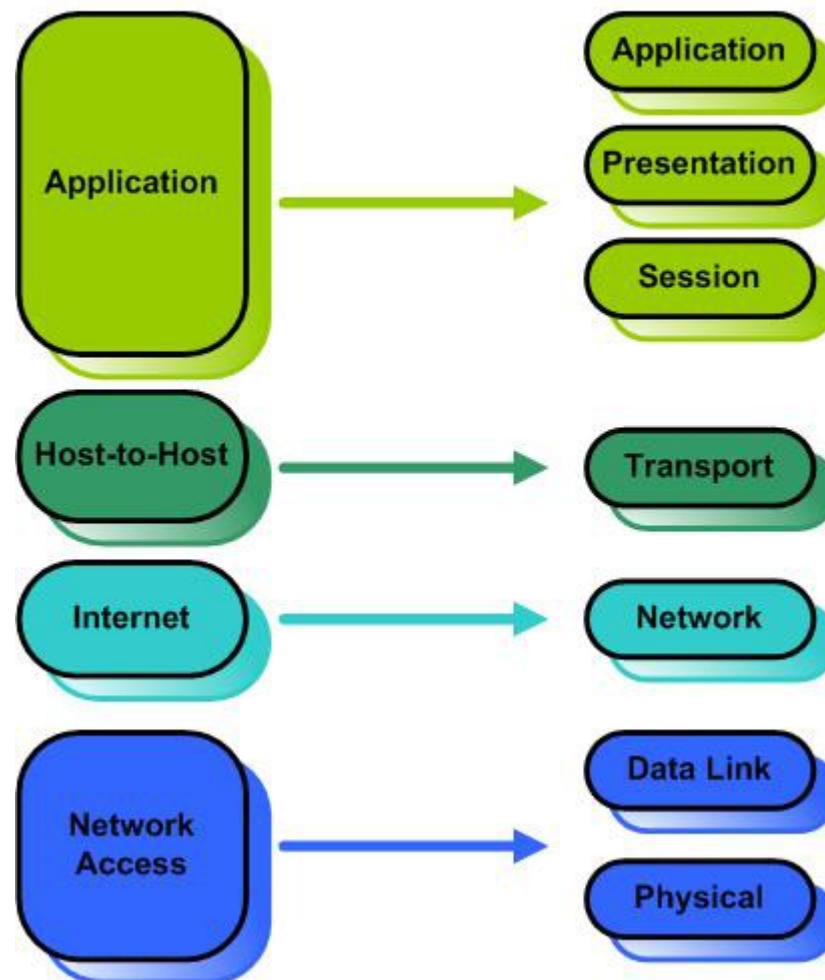 Application
Application
Presentation
Session
Host-to-Host
Transport
Internet
Network
Network
Access
Data Link
Physical